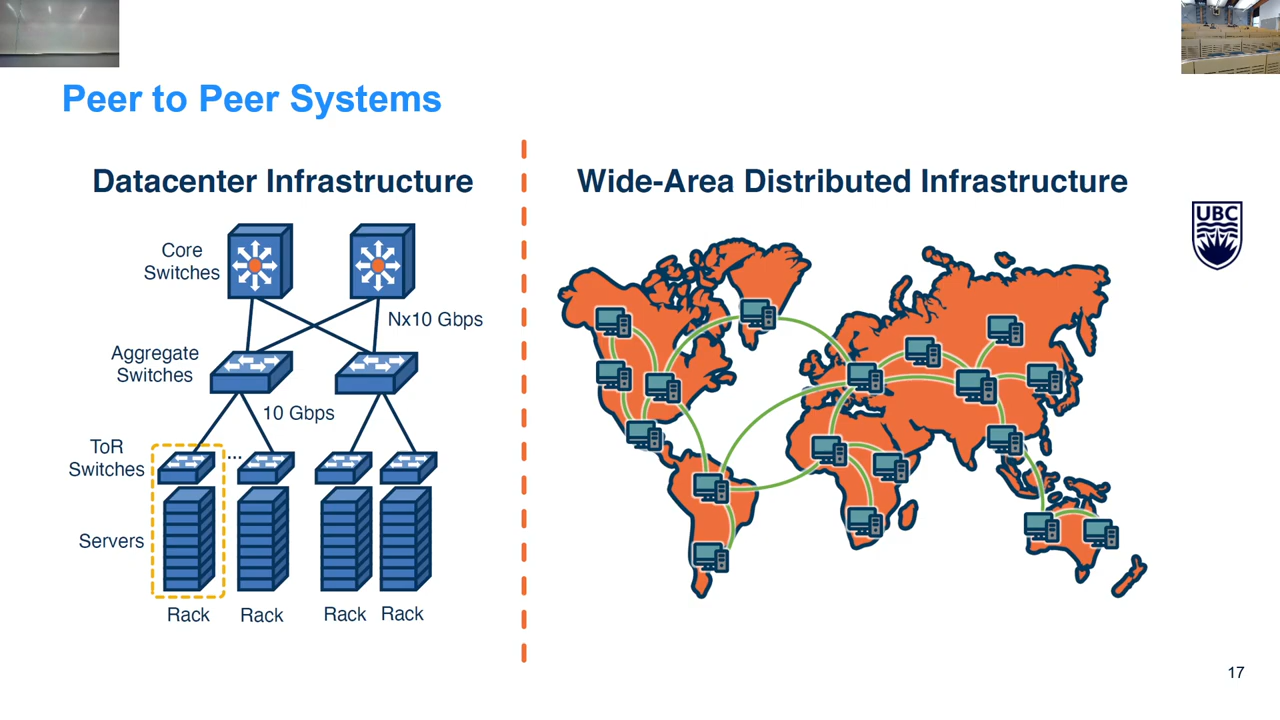 Peer to Peer Systems
Datacenter Infrastructure
Core
Switches
Nx10 Gbps
Aggregate
Switches
10 Gbps
ToR
Switches
...
Servers
Rack
Rack
Rack
Rack
Wide-Area Distributed Infrastructure
UBC
17